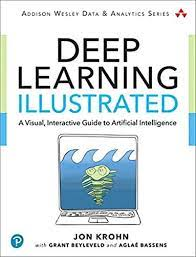 ADDISON WESLEY DATA & ANALYTICS SERIES
DEEP LEARNING
ILLUSTRATED
A Visual, Interactive Guide to Artificial Intelligence
JON KROHN
with GRANT BEYLEVELD and AGLAÉ BASSENS
P